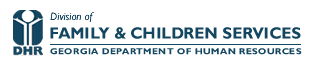 Division of
FAMILY & CHILDREN SERVICES
DHR
GEORGIA DEPARTMENT OF HUMAN RESOURCES